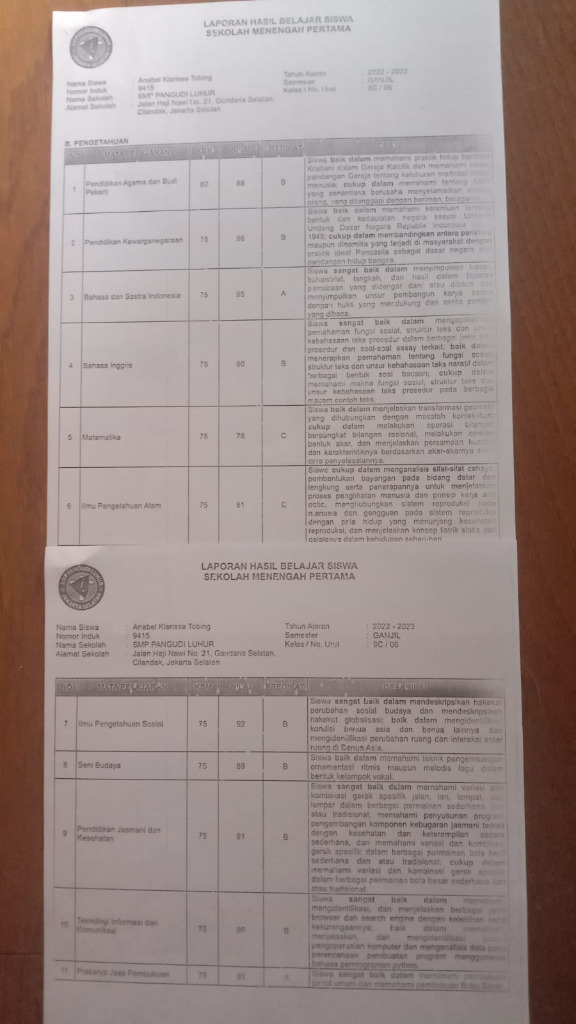 LAPORAN HASIL BELAJAR SISWA
SEKOLAH MENENGAH PERTAMA
Nama Siswa : Anabel Klarissa Tobing
Nomor Induk : 9415
Nama Sekolah : SMP PANGUDI LUHUR
Alamat Sekolah : Jalan Haji Nawi No. 21, Gandaria Selatan,
Cilandak, Jakarta Selatan
Tahun Ajaran : 2022 - 2023
Semester : GANJIL
Kelas / No. Urut : 9C / 06
B. PENGETAHUAN
NO MATA PELAJARAN KKM NILAI PREDIKAT
1 Pendidikan Agama dan Budi Pekerti 88 B
Siswa baik dalam memahami praktik hidup
Kristiani dalam Gereja Katolik dan memahami
pandangan Gereja tentang keluhuran martabat hidup
manusia; cukup dalam memahami tentang
yang senantiasa berusaha menyelamatkan
orang, yang ditanggapi dengan beriman,
2 Pendidikan Kewarganegaraan 75 86 B
Siswa baik dalam memahami ketentuan tentang
bentuk dan kedaulatan negara sesuai Undang-
Undang Dasar Negara Republik Indonesia
1945; cukup dalam membandingkan antara peristiwa
maupun dinamika yang terjadi di masyarakat dengan
praktik ideal Pancasila sebagai dasar negara dan
pandangan hidup bangsa.
3 Bahasa dan Sastra Indonesia 75 95 A
Siswa sangat baik dalam menyimpulkan tujuan,
langkah, dan hasil dalam laporan
percobaan yang didengar dan/ atau dibaca dan
menyimpulkan unsur pembangun karya sastra
dengan bukti yang mendukung dari cerita pendek
yang dibaca.
4 Bahasa Inggris 75 90 B
Siswa sangat baik dalam mengaplikasikan
pemahaman fungsi sosial, struktur teks dan unsur
kebahasaan teks prosedur dalam berbagai jenis teks
prosedur dan soal-soal essay terkait; baik dalam
menerapkan pemahaman tentang fungsi sosial,
struktur teks dan unsur kebahasaan teks naratif dalam
berbagai bentuk soal bacaan; cukup dalam
memahami makna fungsi sosial, struktur teks dan
unsur kebahasaan teks prosedur pada berbagai
macam contoh teks.
5 Matematika 75 78 C
Siswa baik dalam menjelaskan transformasi geometri
yang dihubungkan dengan masalah kontekstual;
cukup dalam melakukan operasi bilangan
berpangkat bilangan rasional, melakukan operasi
bentuk akar, dan menjelaskan persamaan kuadrat
dan karakteristiknya berdasarkan akar-akarnya serta
cara penyelesaiannya.
6 Ilmu Pengetahuan Alam 75 81 C
Siswa cukup dalam menganalisis sifat-sifat cahaya,
pembentukan bayangan pada bidang datar dan
lengkung serta penerapannya untuk menjelaskan
proses penglihatan manusia dan prinsip kerja alat
optic, menghubungkan sistem reproduksi pada
manusia dan gangguan pada sistem reproduksi
dengan pola hidup yang menunjang kesehatan
reproduksi, dan menjelaskan konsep listrik statis dan
gejalanya dalam kehidupan sehari-hari.
LAPORAN HASIL BELAJAR SISWA
SEKOLAH MENENGAH PERTAMA
Nama Siswa : Anabel Klarissa Tobing
Nomor Induk : 9415
Nama Sekolah : SMP PANGUDI LUHUR
Alamat Sekolah : Jalan Haji Nawi No. 21, Gandaria Selatan,
Cilandak, Jakarta Selatan
Tahun Ajaran : 2022 - 2023
Semester : GANJIL
Kelas / No. Urut : 9C / 06
NO MATA PELAJARAN KKM NILAI PREDIKAT DESKRIPSI
7 Ilmu Pengetahuan Sosial 75 92 B
Siswa sangat baik dalam mendeskripsikan hakekat
perubahan sosial budaya dan mendeskripsikan
hakekat globalisasi; baik dalam mengidentifikasi
kondisi benua asia dan benua lainnya dan
mengidentifikasi perubahan ruang dan interaksi antar
ruang di Benua Asia.
8 Seni Budaya 75 89 B
Siswa baik dalam memahami teknik pengembangan
ornamentasi ritmis maupun melodis lagu dalam
bentuk kelompok vokal.
9 Pendidikan Jasmani dan Kesehatan 75 91 B
Siswa sangat baik dalam memahami variasi dan
kombinasi gerak spesifik jalan, lari, lompat, dan
lempar dalam berbagai permainan sederhana dan
atau tradisional, memahami penyusunan program
pengembangan komponen kebugaran jasmani terkait
dengan kesehatan dan keterampilan secara
sederhana, dan memahami variasi dan kombinasi
gerak spesifik dalam berbagai permainan bola kecil
sederhana dan atau tradisional; cukup dalam
memahami variasi dan kombinasi gerak spesifik
dalam berbagai permainan bola besar sederhana dan
atau tradisional.
10 Teknologi Informasi dan Komunikasi 75 90 B
Siswa sangat baik dalam memahami,
mengidentifikasi, dan menjelaskan berbagai jenis
browser dan search engine dengan kelebihan dan
kekurangannya; baik dalam memahami,
menjelaskan, dan mengidentifikasi
pengoperasian komputer dan menganalisis data pada
perencanaan pembuatan program menggunakan
bahasa pemrograman python.
11 Prakarya Jasa Pembukuan 75 A
Siswa sangat baik dalam memahami
jurnal umum dan memahami pembuatan Buku Besar